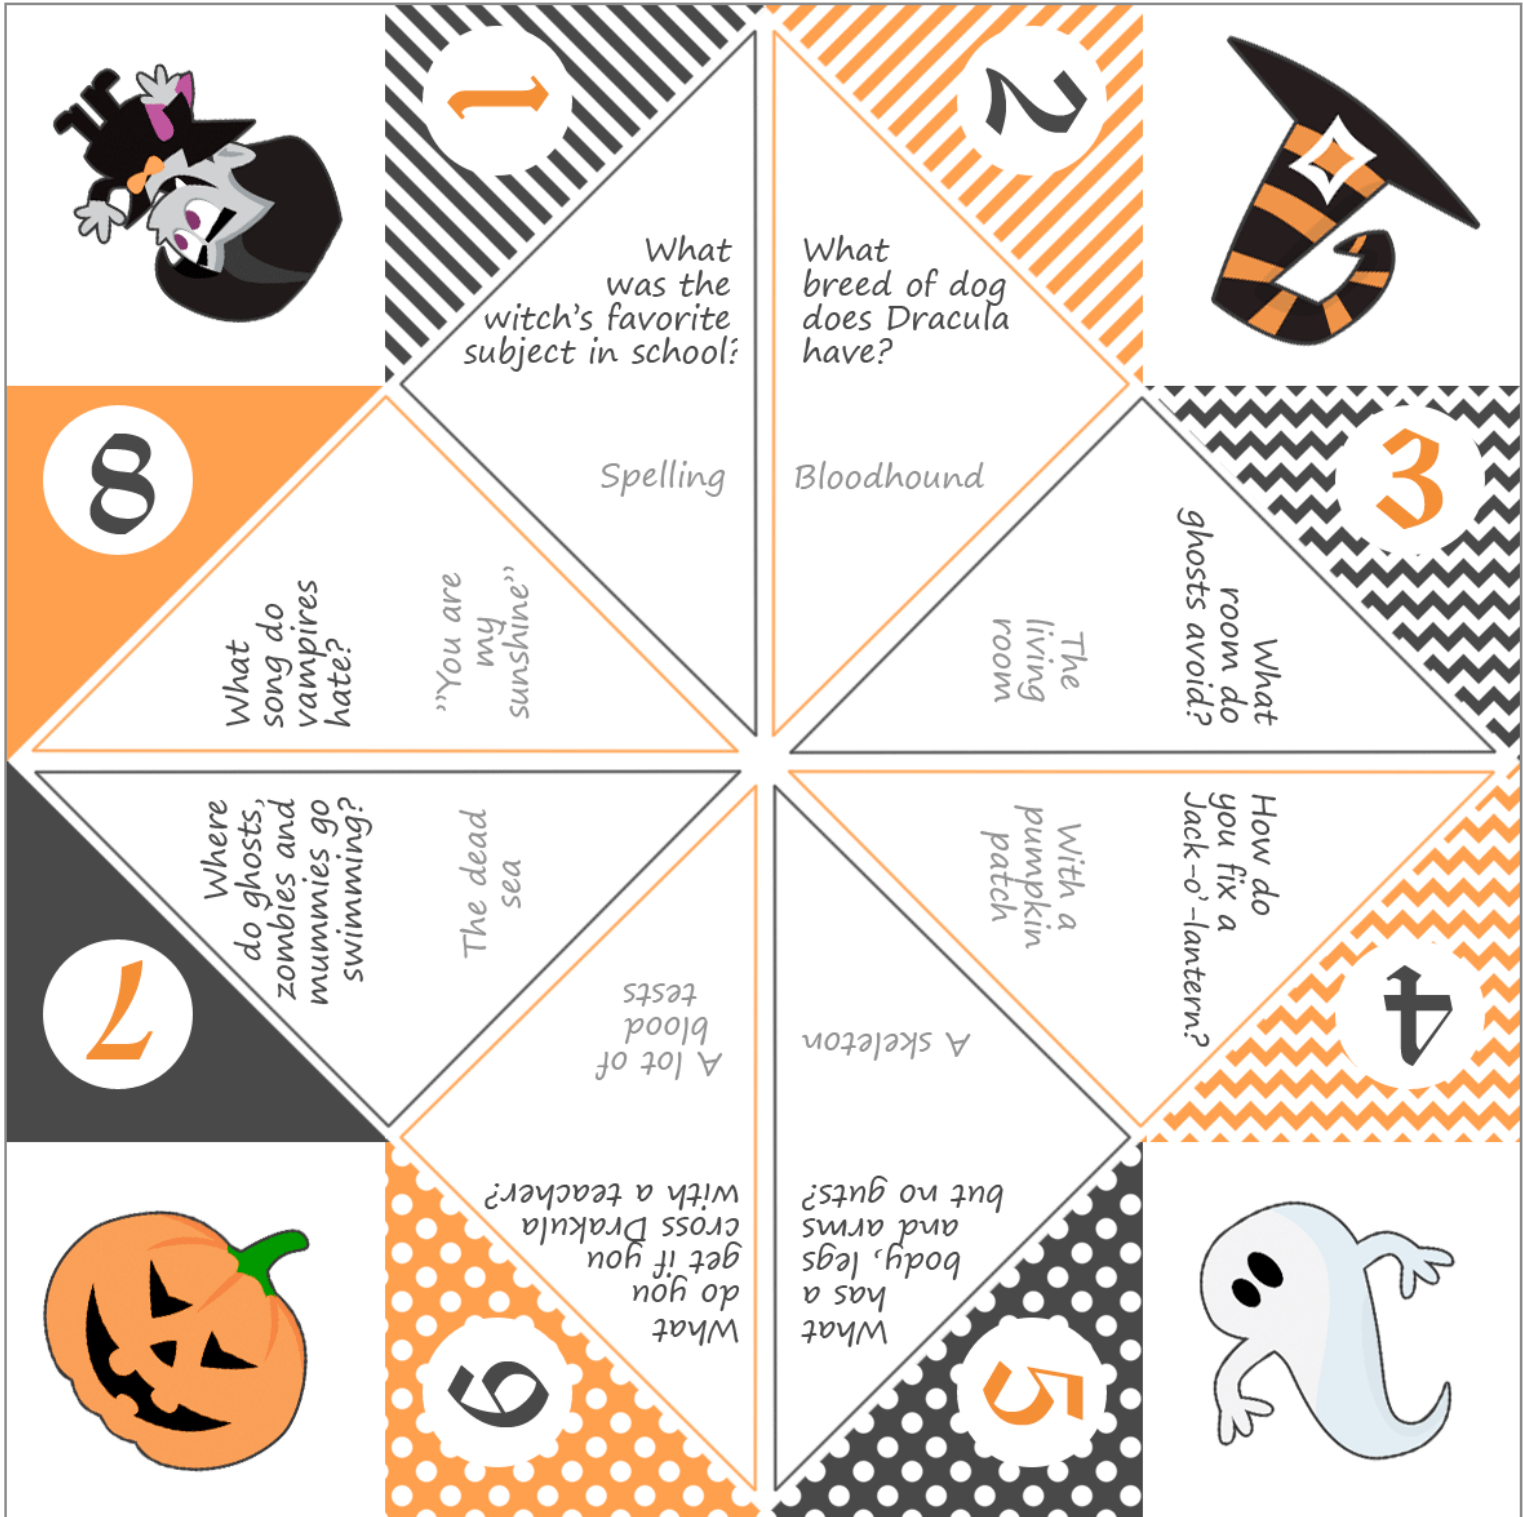 1
What
was the
witch's favorite
subject in school?
Spelling
2
What
breed of dog
does Dracula
have?
Bloodhound
3
What
room do
ghosts avoid?
The
living
room
4
How do
you fix a
Jack-o'-lantern?
With a
pumpkin
patch
5
What
has a
body, legs
and arms
but no guts?
A skeleton
6
What
do you
get if you
cross Drakula
with a teacher?
A lot of
blood
tests
7
Where
do ghosts,
zombies and
mummies go
swimming?
The dead
sea
8
What
song do
vampires
hate?
"You are
my
sunshine"